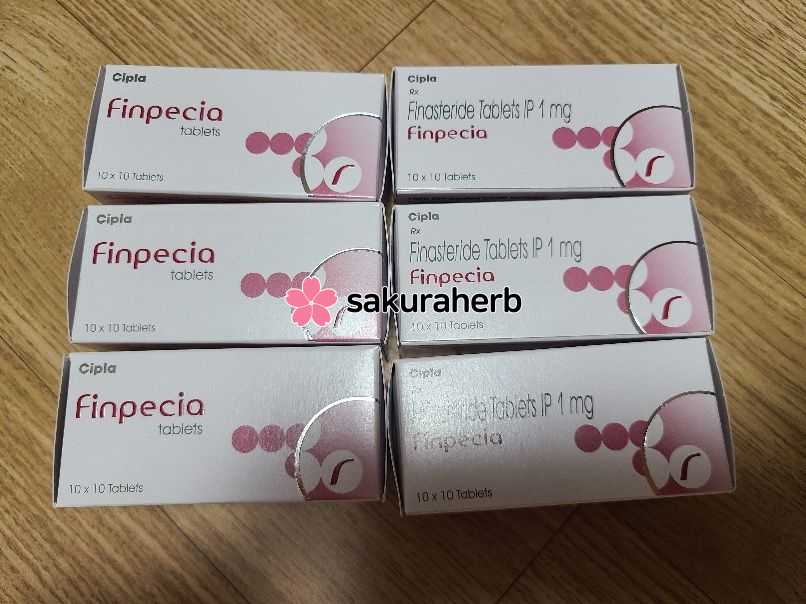 Cipla
Finpecia
tablets
10 x 10 Tablets
Cipla
Rx
Finasteride Tablets IP 1 mg
Finpecia
10 x 10 Tablets
Cipla
Finpecia
tablets
10 x 10 Tablets
Cipla
Rx
Finasteride Tablets IP 1 mg
Finpecia
10 x 10 Tablets
sakuraherb
Cipla
Finpecia
tablets
10 x 10 Tablets
Cipla
Rx
Finasteride Tablets IP 1 mg
Finpecia
10 x 10 Tablets